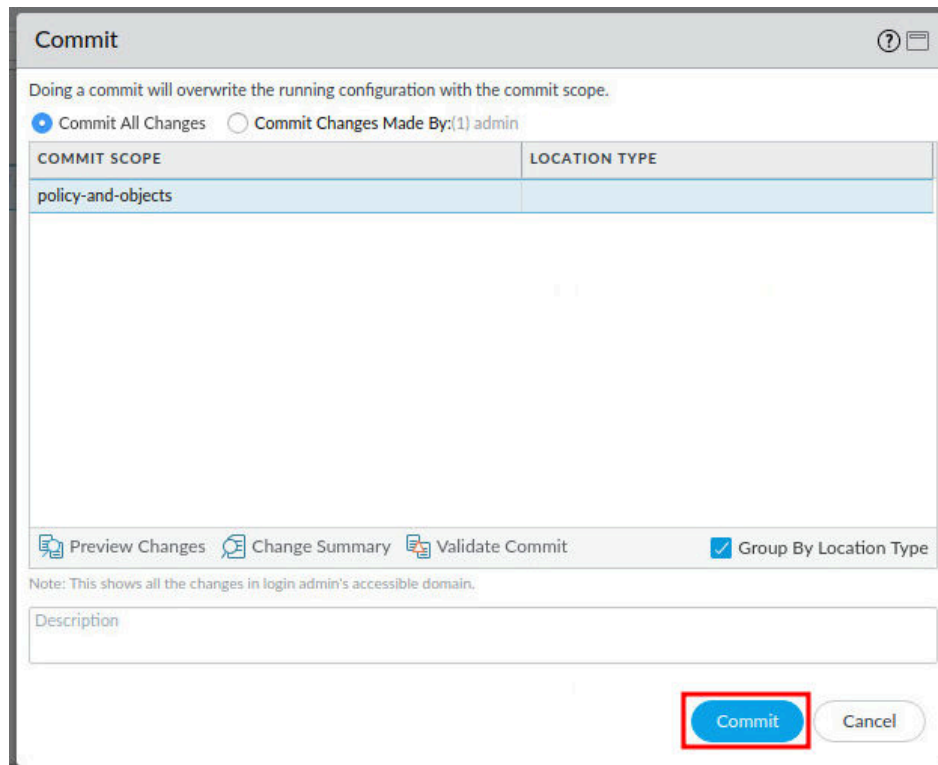 Commit
Doing a commit will overwrite the running configuration with the commit scope.
Commit All Changes Commit Changes Made By:(1) admin
COMMIT SCOPE LOCATION TYPE
policy-and-objects
Preview Changes Change Summary Validate Commit Group By Location Type
Note: This shows all the changes in login admin's accessible domain.
Description
Commit Cancel